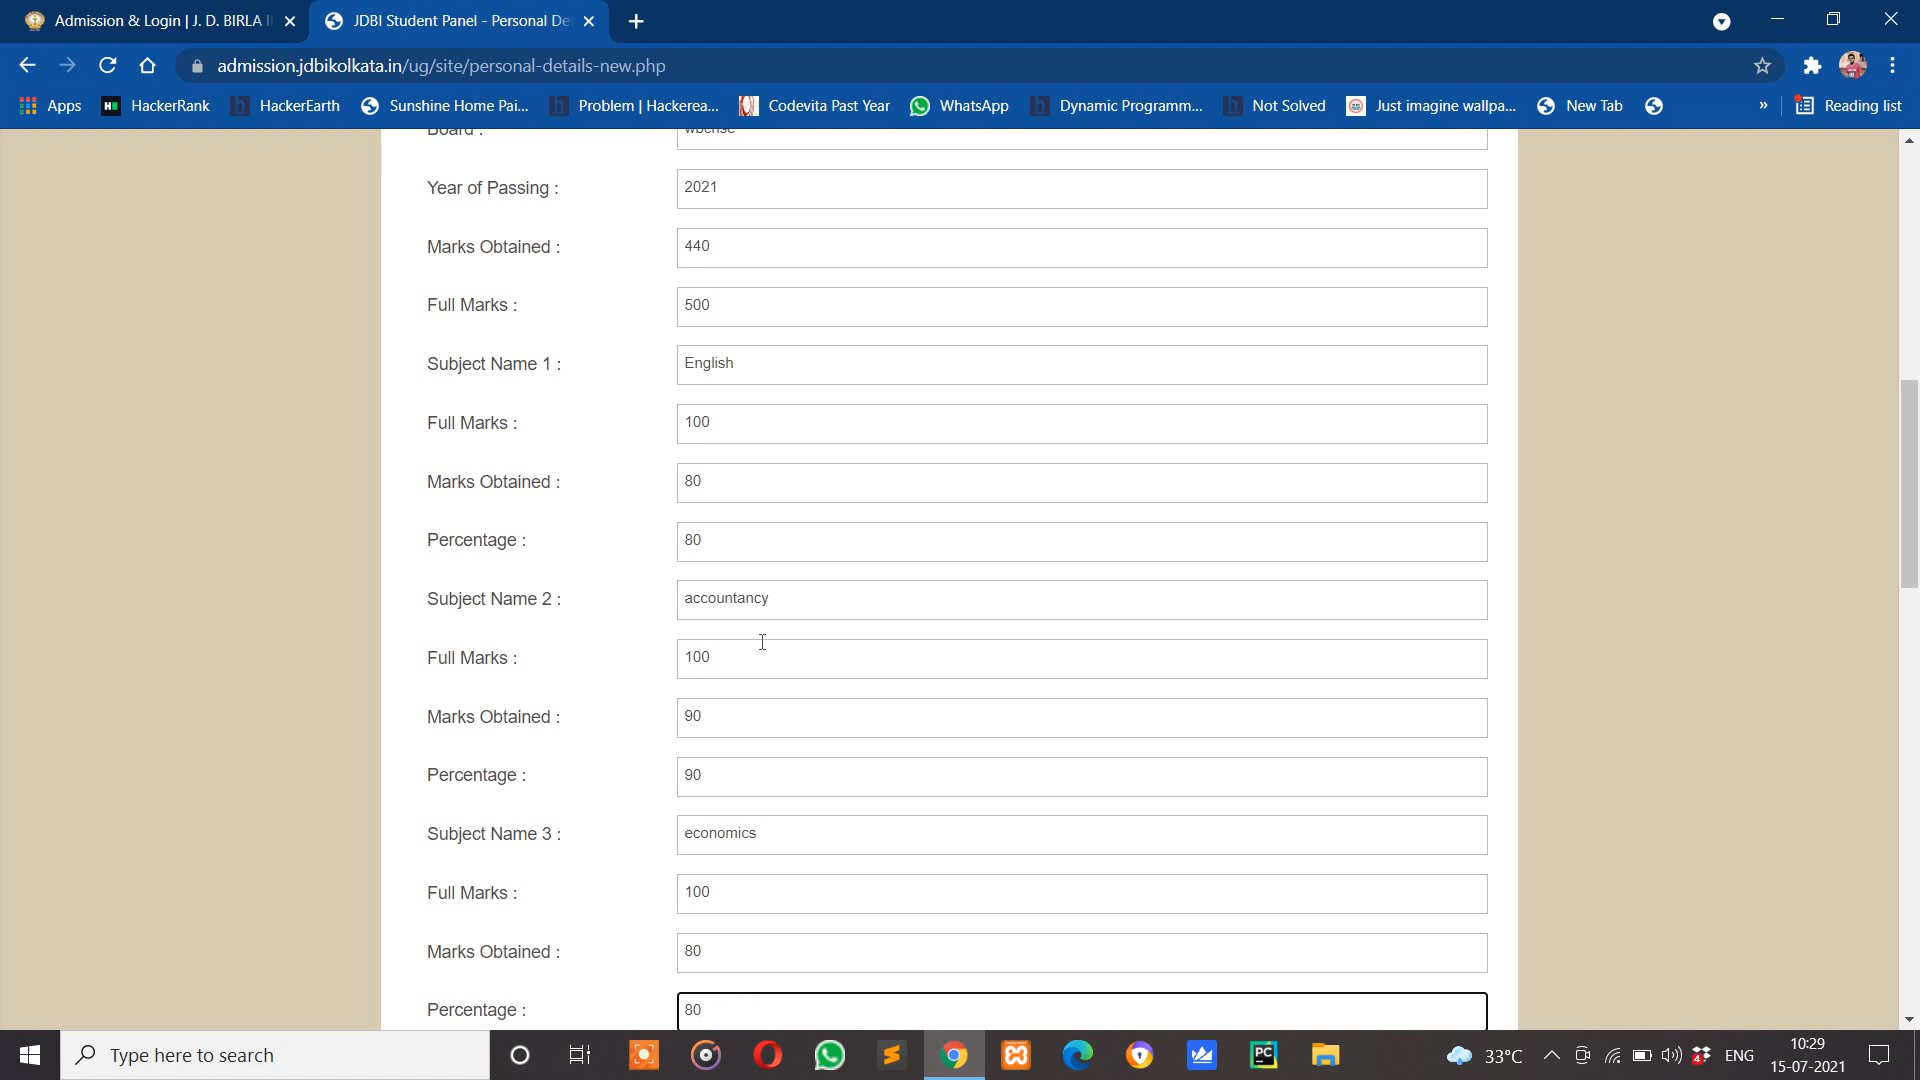 Admission & Login | J. D. BIRLA I
JDBI Student Panel - Personal De
admission.jdbikolkata.in/ug/site/personal-details-new.php
Apps
HackerRank
HackerEarth
Sunshine Home Pai...
Problem | Hackerea...
Codevita Past Year
WhatsApp
Dynamic Programm...
Not Solved
Just imagine wallpa...
New Tab
»
Reading list
Board :
Year of Passing :
2021
Marks Obtained :
440
Full Marks :
500
Subject Name 1 :
English
Full Marks :
100
Marks Obtained :
80
Percentage :
80
Subject Name 2 :
accountancy
Full Marks :
100
Marks Obtained :
90
Percentage :
90
Subject Name 3 :
economics
Full Marks :
100
Marks Obtained :
80
Percentage :
80
Type here to search
33°C
4
ENG
10:29
15-07-2021